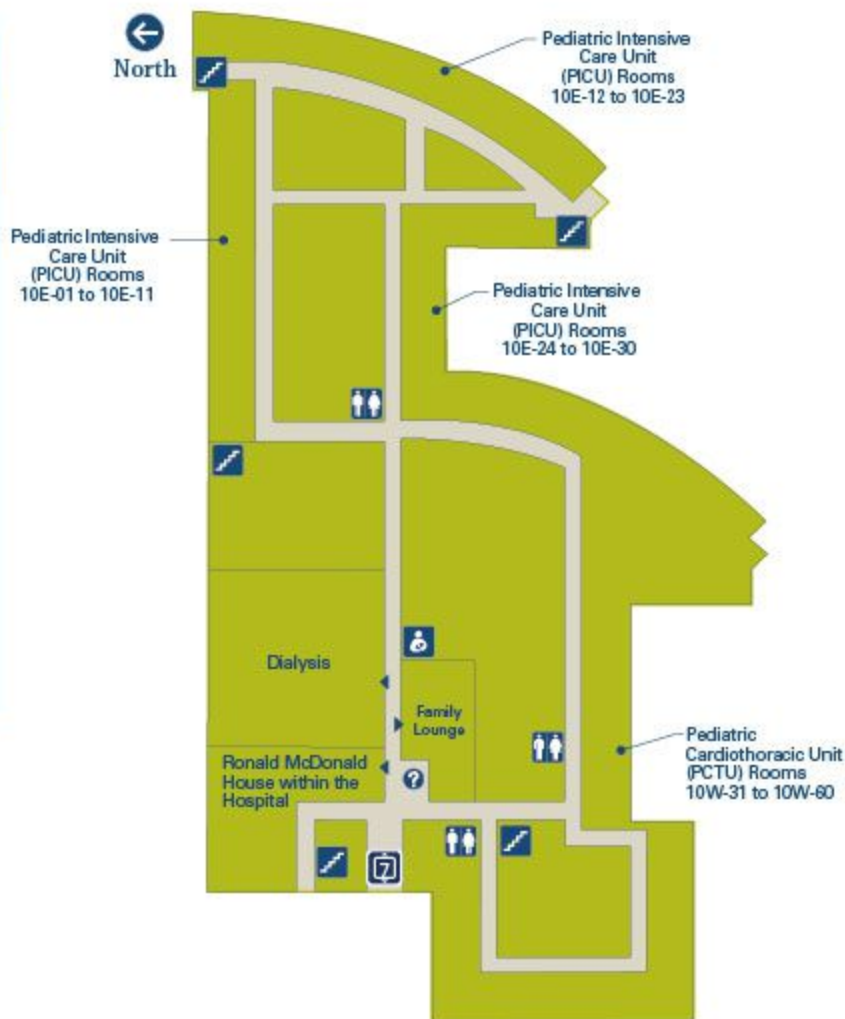 North
Pediatric Intensive
Care Unit
(PICU) Rooms
10E-12 to 10E-23
Pediatric Intensive
Care Unit
(PICU) Rooms
10E-01 to 10E-11
Pediatric Intensive
Care Unit
(PICU) Rooms
10E-24 to 10E-30
Dialysis
Family
Lounge
Ronald McDonald
House within the
Hospital
?
7
Pediatric
Cardiothoracic Unit
(PCTU) Rooms
10W-31 to 10W-60